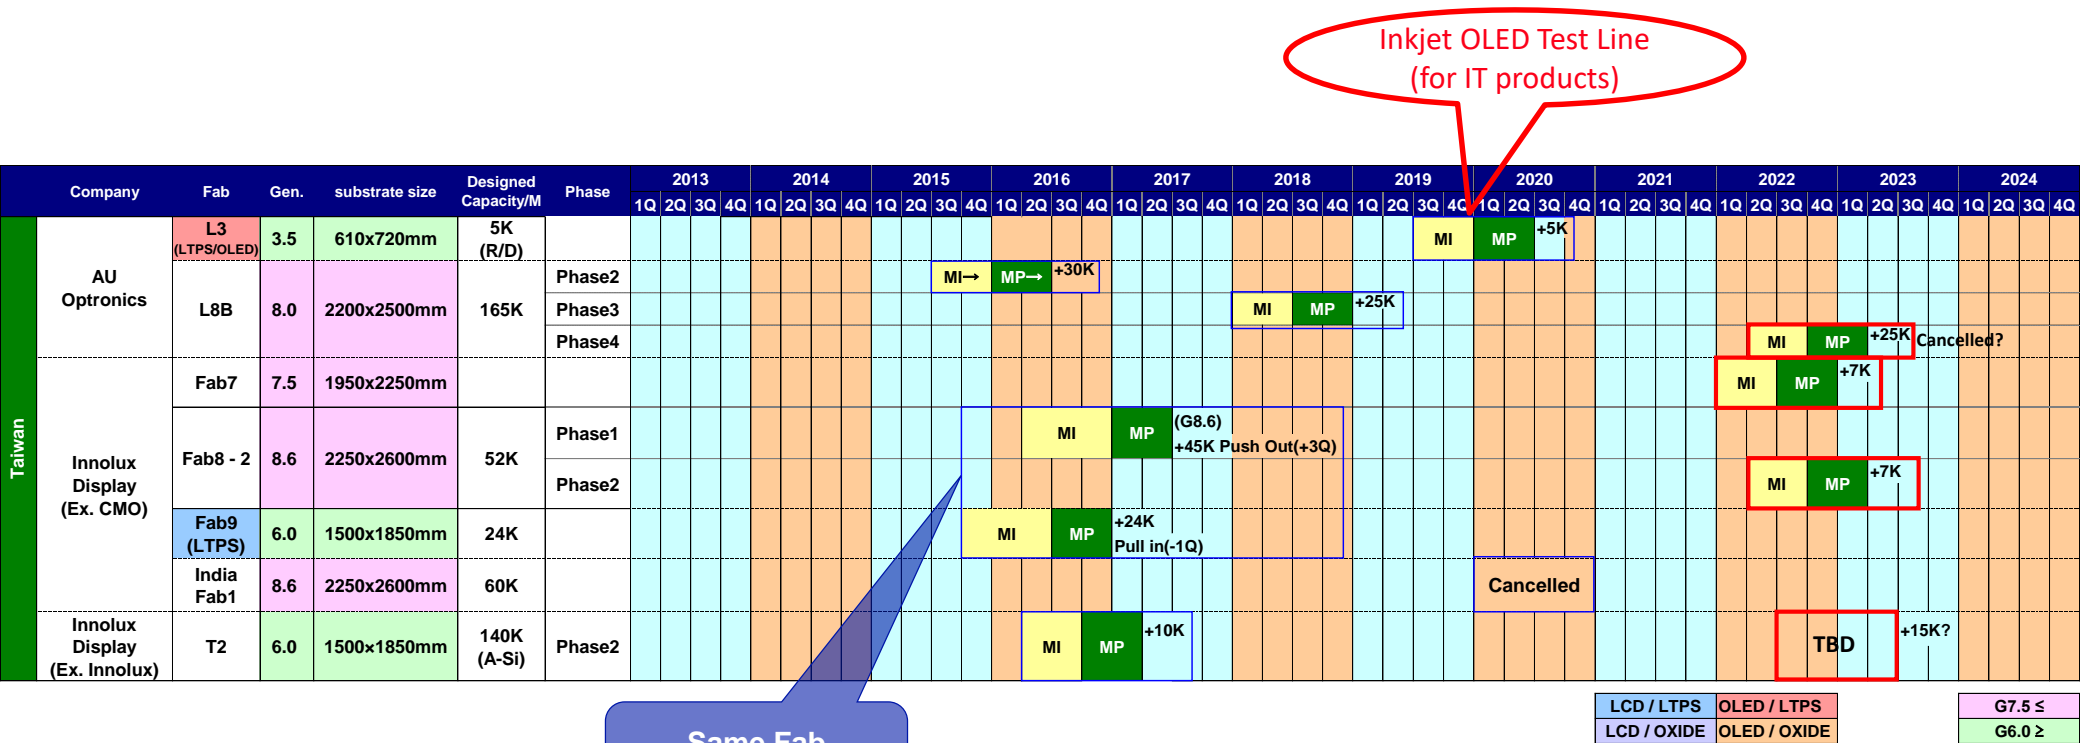 Inkjet OLED Test Line
(for IT products)
Company Fab Gen. substrate size Designed Capacity/M Phase 2013 2014 2015 2016 2017 2018 2019 2020 2021 2022 2023 2024
1Q 2Q 3Q 4Q 1Q 2Q 3Q 4Q 1Q 2Q 3Q 4Q 1Q 2Q 3Q 4Q 1Q 2Q 3Q 4Q 1Q 2Q 3Q 4Q 1Q 2Q 3Q 4Q 1Q 2Q 3Q 4Q 1Q 2Q 3Q 4Q 1Q 2Q 3Q 4Q 1Q 2Q 3Q 4Q 1Q 2Q 3Q 4Q
Taiwan
AU
Optronics
L3
(LTPS/OLED)
3.5 610x720mm
5K
(R/D)
MI MP +5K
L8B 8.0 2200x2500mm 165K
Phase2 MI→ MP→ +30K
Phase3 MI MP +25K
Phase4 MI MP +25K Cancelled?
Innolux
Display
(Ex. CMO)
Fab7 7.5 1950x2250mm MI MP +7K
Fab8 - 2 8.6 2250x2600mm 52K
Phase1 MI MP (G8.6)
+45K Push Out(+3Q)
Phase2 MI MP +7K
Fab9
(LTPS)
6.0 1500x1850mm 24K MI MP +24K
Pull in(-1Q)
India
Fab1
8.6 2250x2600mm 60K Cancelled
Innolux
Display
(Ex. Innolux)
T2 6.0 1500×1850mm
140K
(A-Si)
Phase2 MI MP +10K TBD +15K?
Same Fab
LCD / LTPS OLED / LTPS G7.5 ≤
LCD / OXIDE OLED / OXIDE G6.0 ≥